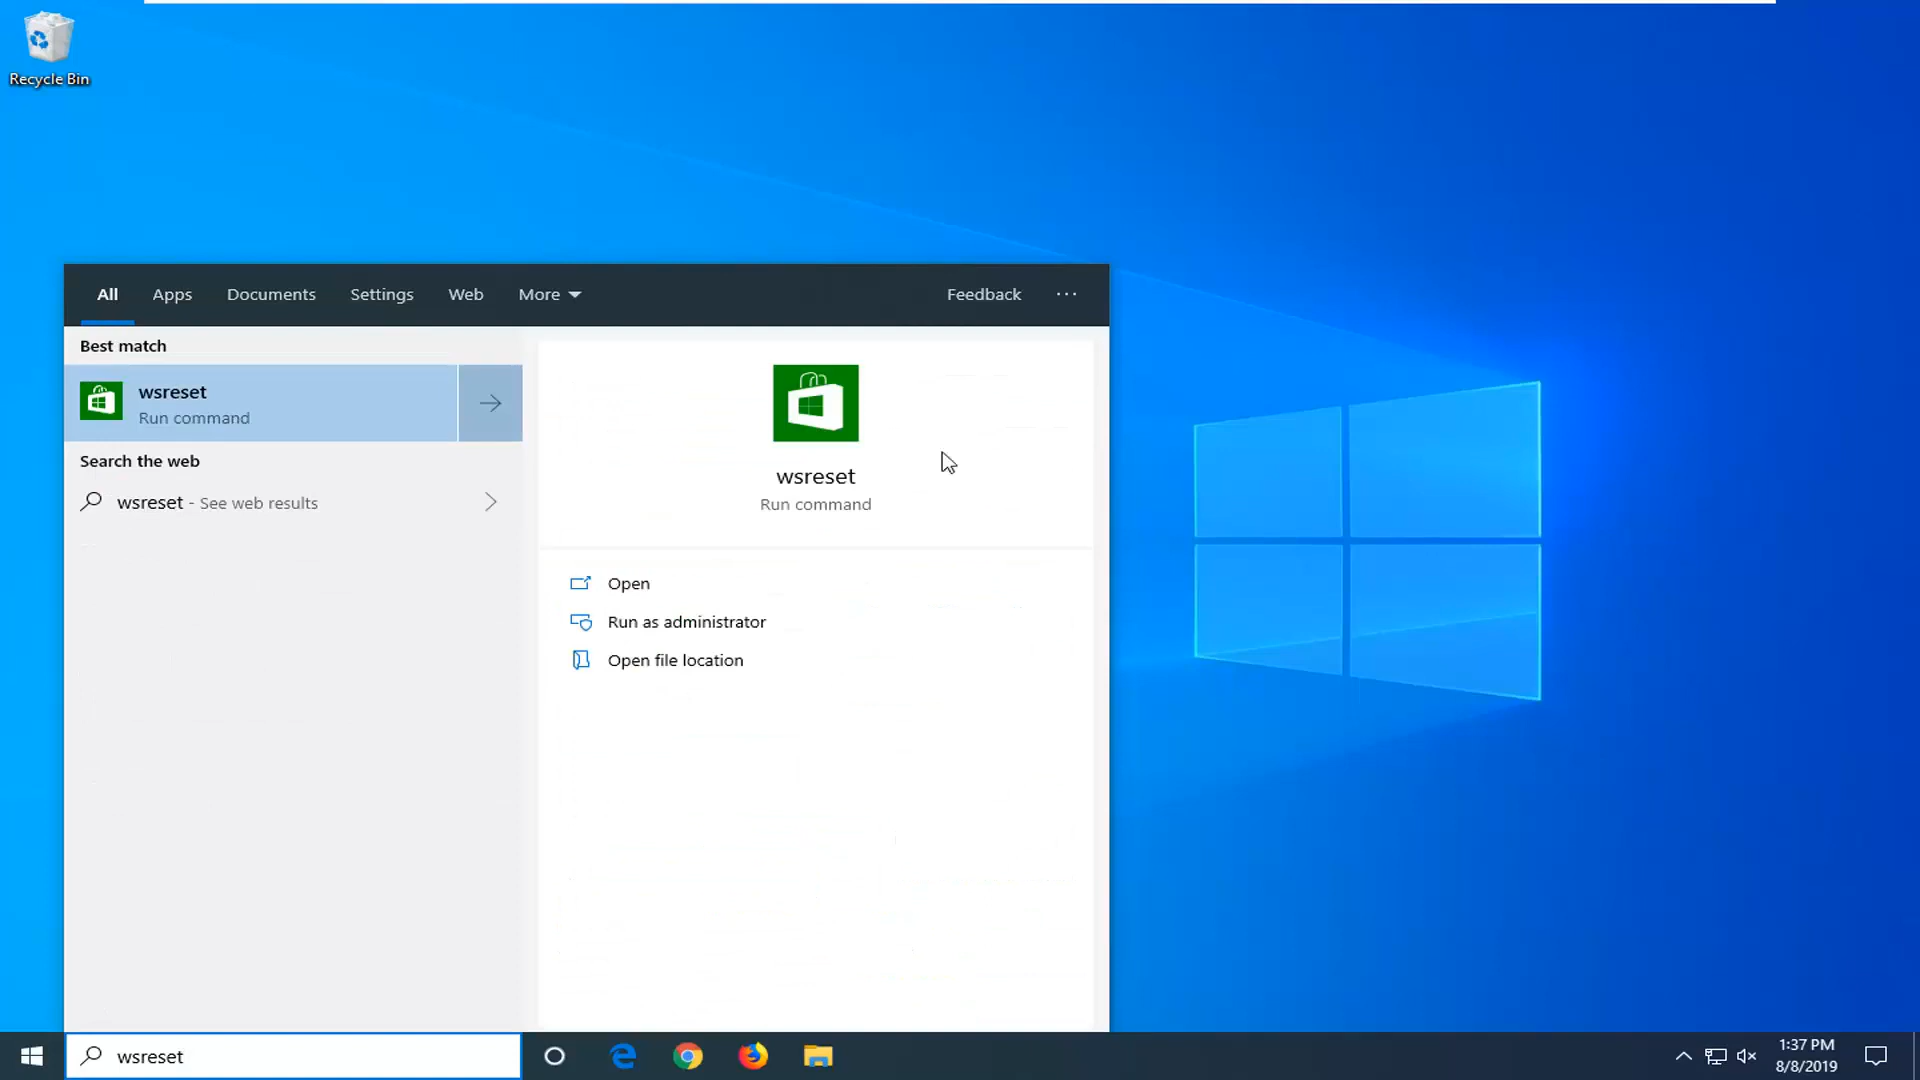 Recycle Bin
All Apps Documents Settings Web More Feedback ...
Best match
wsreset
Run command
Search the web
wsreset - See web results
wsreset
Run command
Open
Run as administrator
Open file location
wsreset
1:37 PM
8/8/2019